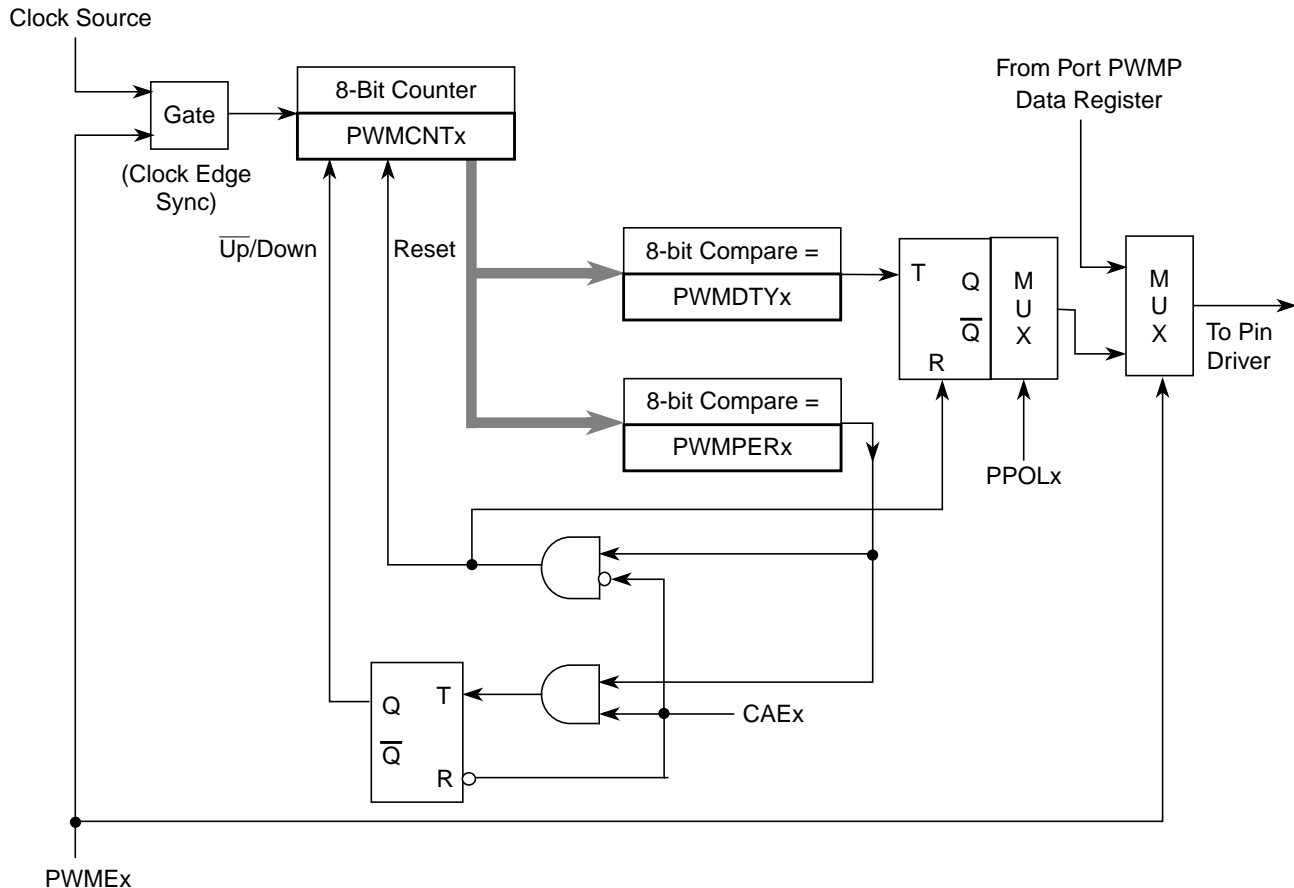 Clock Source
Gate
(Clock Edge
Sync)
8-Bit Counter
PWMCNTx
From Port PWMP
Data Register
U̅p̅/Down
Reset
8-bit Compare =
PWMDTYx
T
Q
Q̅
R
M
U
X
M
U
X
To Pin
Driver
8-bit Compare =
PWMPERx
PPOLx
Q
T
Q̅
R
CAEx
PWMEx